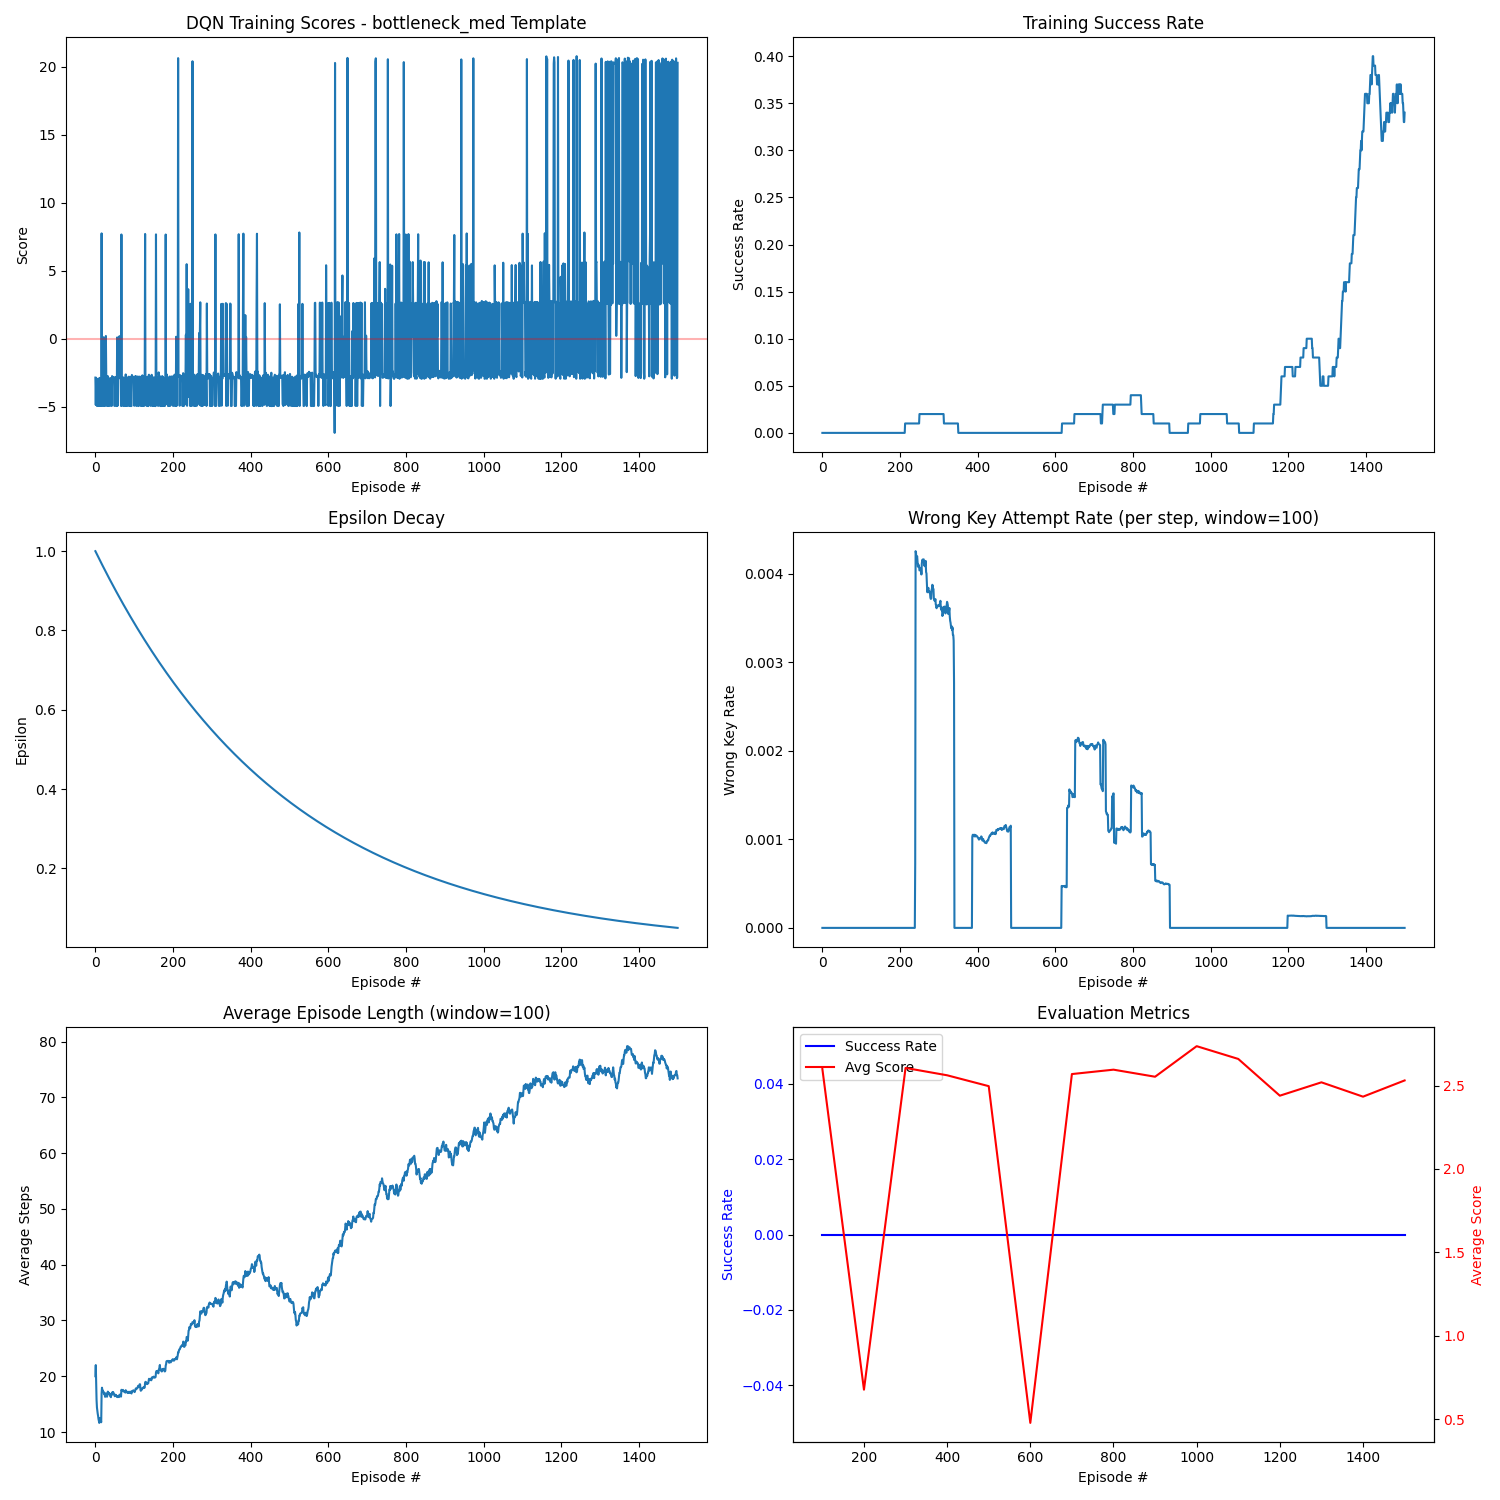 DQN Training Scores - bottleneck_med Template
20
15
10
5
0
−5
Score
0 200 400 600 800 1000 1200 1400
Episode #
Training Success Rate
0.40
0.35
0.30
0.25
0.20
0.15
0.10
0.05
0.00
Success Rate
0 200 400 600 800 1000 1200 1400
Episode #
Epsilon Decay
1.0
0.8
0.6
0.4
0.2
Epsilon
0 200 400 600 800 1000 1200 1400
Episode #
Wrong Key Attempt Rate (per step, window=100)
0.004
0.003
0.002
0.001
0.000
Wrong Key Rate
0 200 400 600 800 1000 1200 1400
Episode #
Average Episode Length (window=100)
80
70
60
50
40
30
20
10
Average Steps
0 200 400 600 800 1000 1200 1400
Episode #
Evaluation Metrics
Success Rate
Avg Score
0.04
0.02
0.00
−0.02
−0.04
Success Rate
2.5
2.0
1.5
1.0
0.5
Average Score
200 400 600 800 1000 1200 1400
Episode #